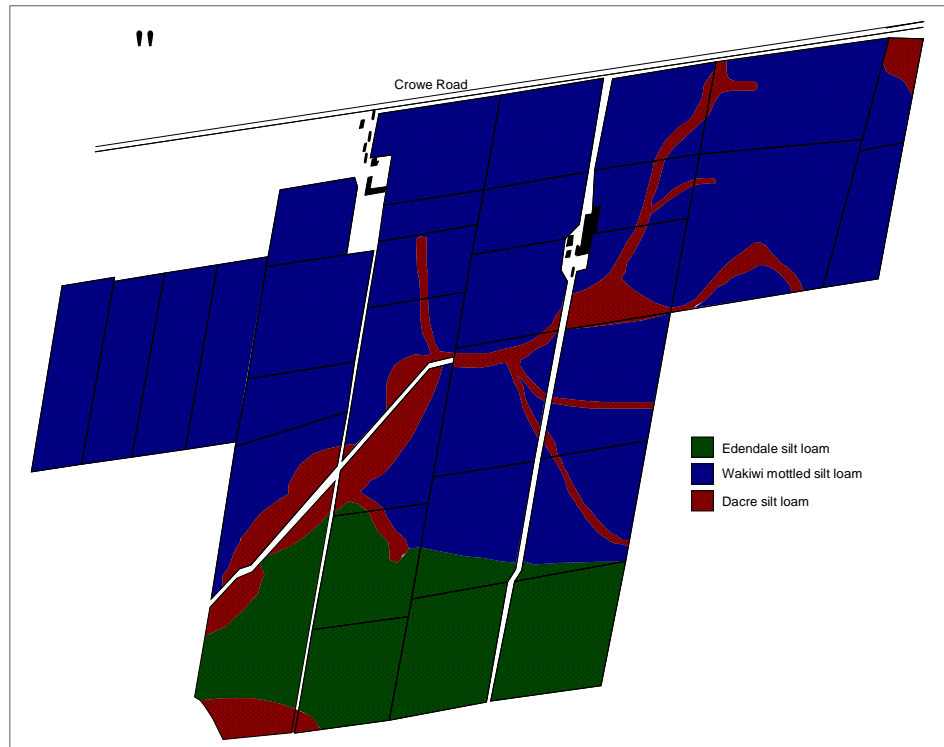 "
Crowe Road
Edendale silt loam
Wakiwi mottled silt loam
Dacre silt loam